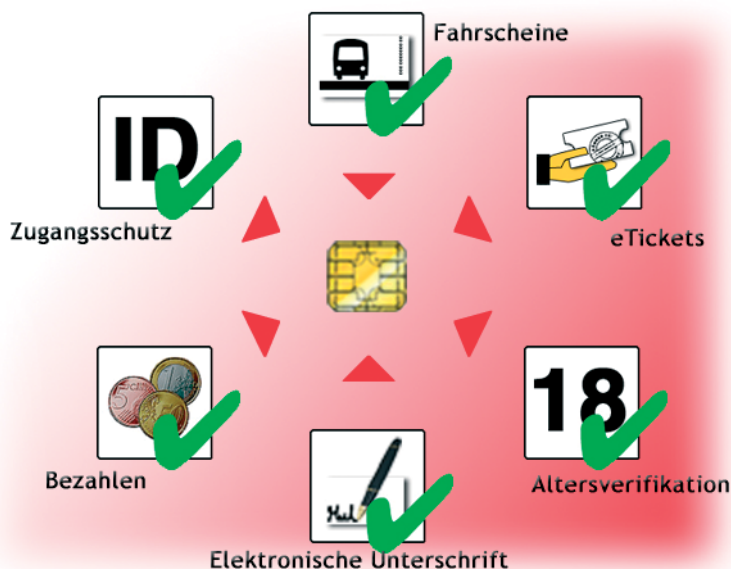 Fahrscheine
ID
Zugangsschutz
eTickets
Bezahlen
18
Altersverifikation
Elektronische Unterschrift